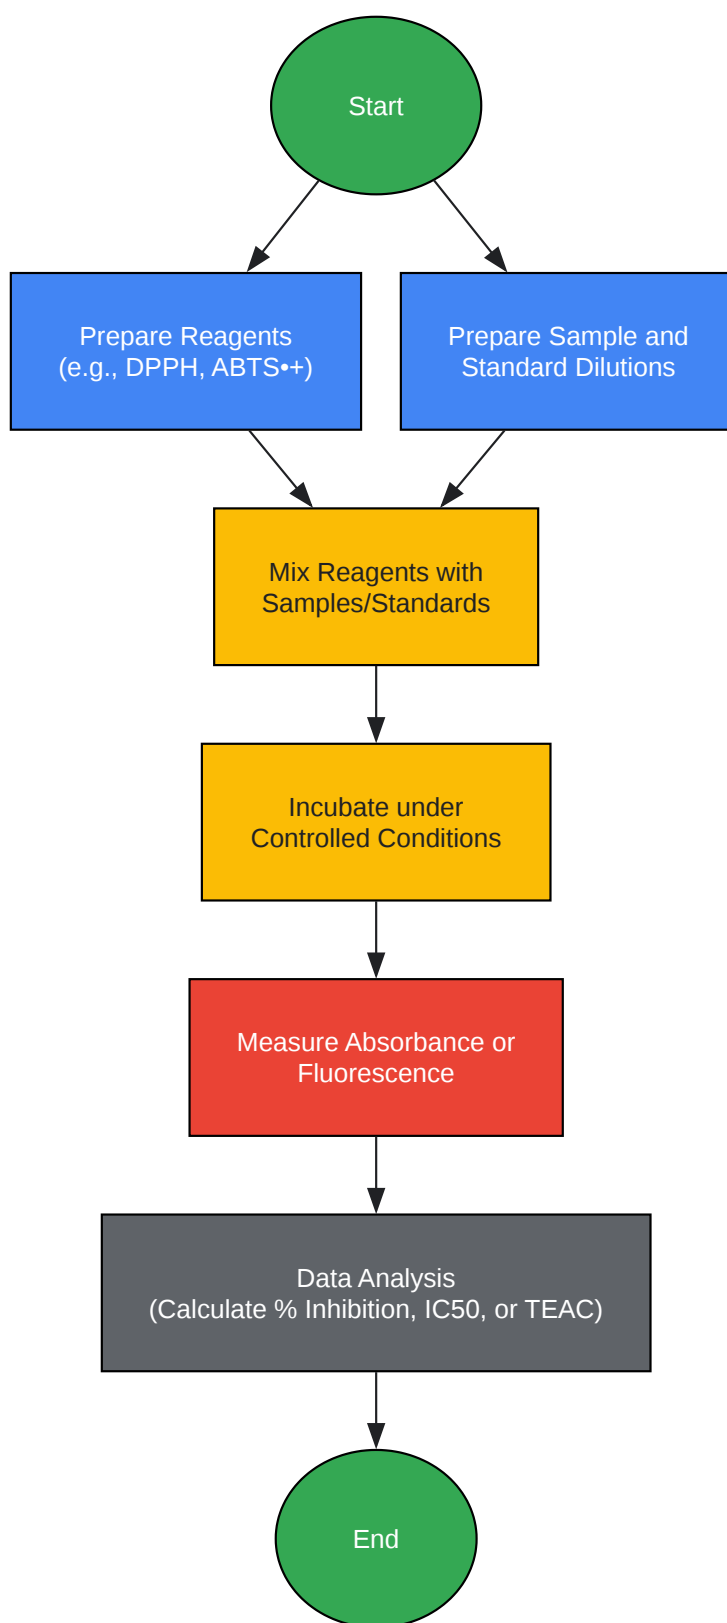 Start
Prepare Reagents
(e.g., DPPH, ABTS•+)
Prepare Sample and
Standard Dilutions
Mix Reagents with
Samples/Standards
Incubate under
Controlled Conditions
Measure Absorbance or
Fluorescence
Data Analysis
(Calculate % Inhibition, IC50, or TEAC)
End